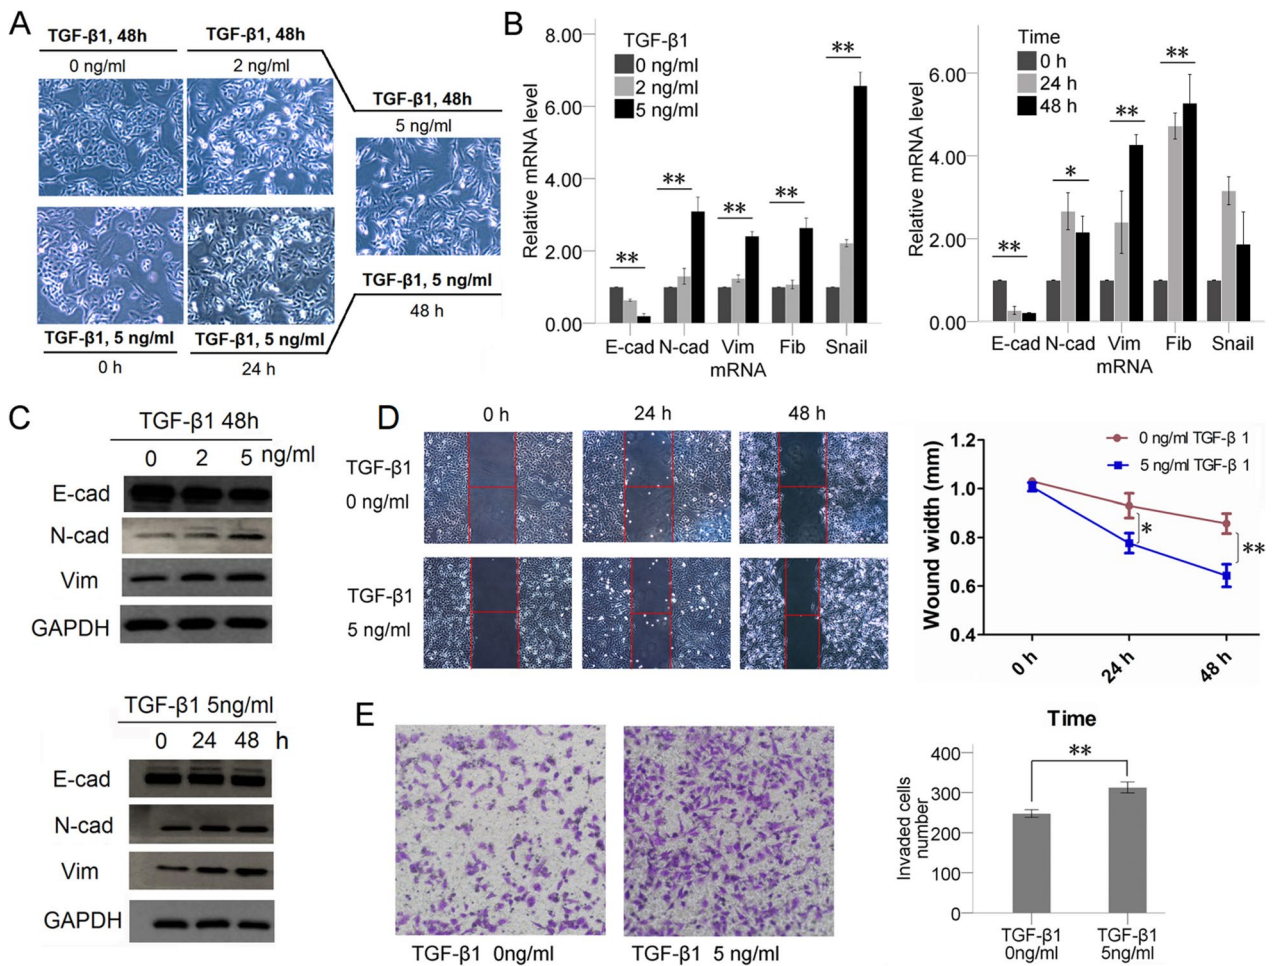 A
TGF-β1, 48h
0 ng/ml
TGF-β1, 48h
2 ng/ml
TGF-β1, 48h
5 ng/ml
TGF-β1, 5 ng/ml
0 h
TGF-β1, 5 ng/ml
24 h
TGF-β1, 5 ng/ml
48 h
B
Relative mRNA level
8.00
6.00
4.00
2.00
0.00
TGF-β1
0 ng/ml
2 ng/ml
5 ng/ml
**
**
**
**
**
E-cad N-cad Vim Fib Snail
mRNA
Relative mRNA level
6.00
4.00
2.00
0.00
Time
0 h
24 h
48 h
**
*
**
**
E-cad N-cad Vim Fib Snail
mRNA
C
TGF-β1 48h
0 2 5 ng/ml
E-cad
N-cad
Vim
GAPDH
TGF-β1 5ng/ml
0 24 48 h
E-cad
N-cad
Vim
GAPDH
D
0 h 24 h 48 h
TGF-β1
0 ng/ml
TGF-β1
5 ng/ml
Wound width (mm)
1.2
1.0
0.8
0.6
0.4
0 ng/ml TGF-β 1
5 ng/ml TGF-β 1
*
**
0 h 24 h 48 h
Time
E
TGF-β1 0ng/ml
TGF-β1 5 ng/ml
Invaded cells
number
400
300
200
100
0
**
TGF-β1
0ng/ml
TGF-β1
5ng/ml